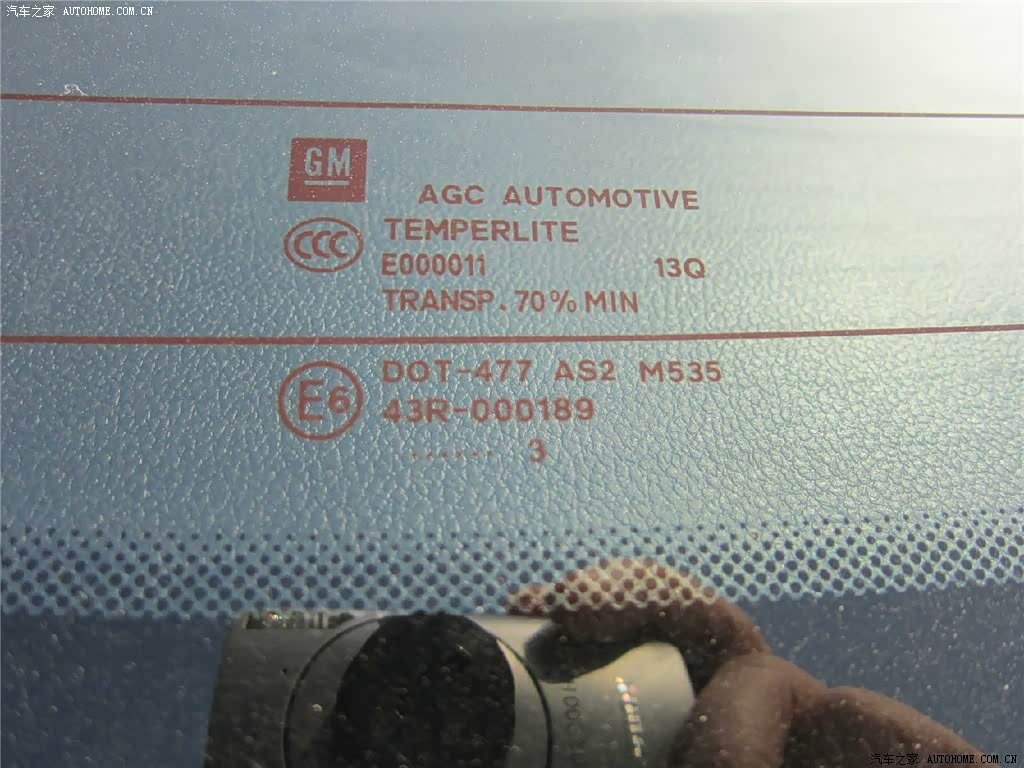 汽车之家 AUTOHOME.COM.CN
GM
AGC AUTOMOTIVE
CCC
TEMPERLITE
E000011 13Q
TRANSP. 70% MIN
E6
DOT-477 AS2 M535
43R-000189
....... 3
汽车之家 AUTOHOME.COM.CN